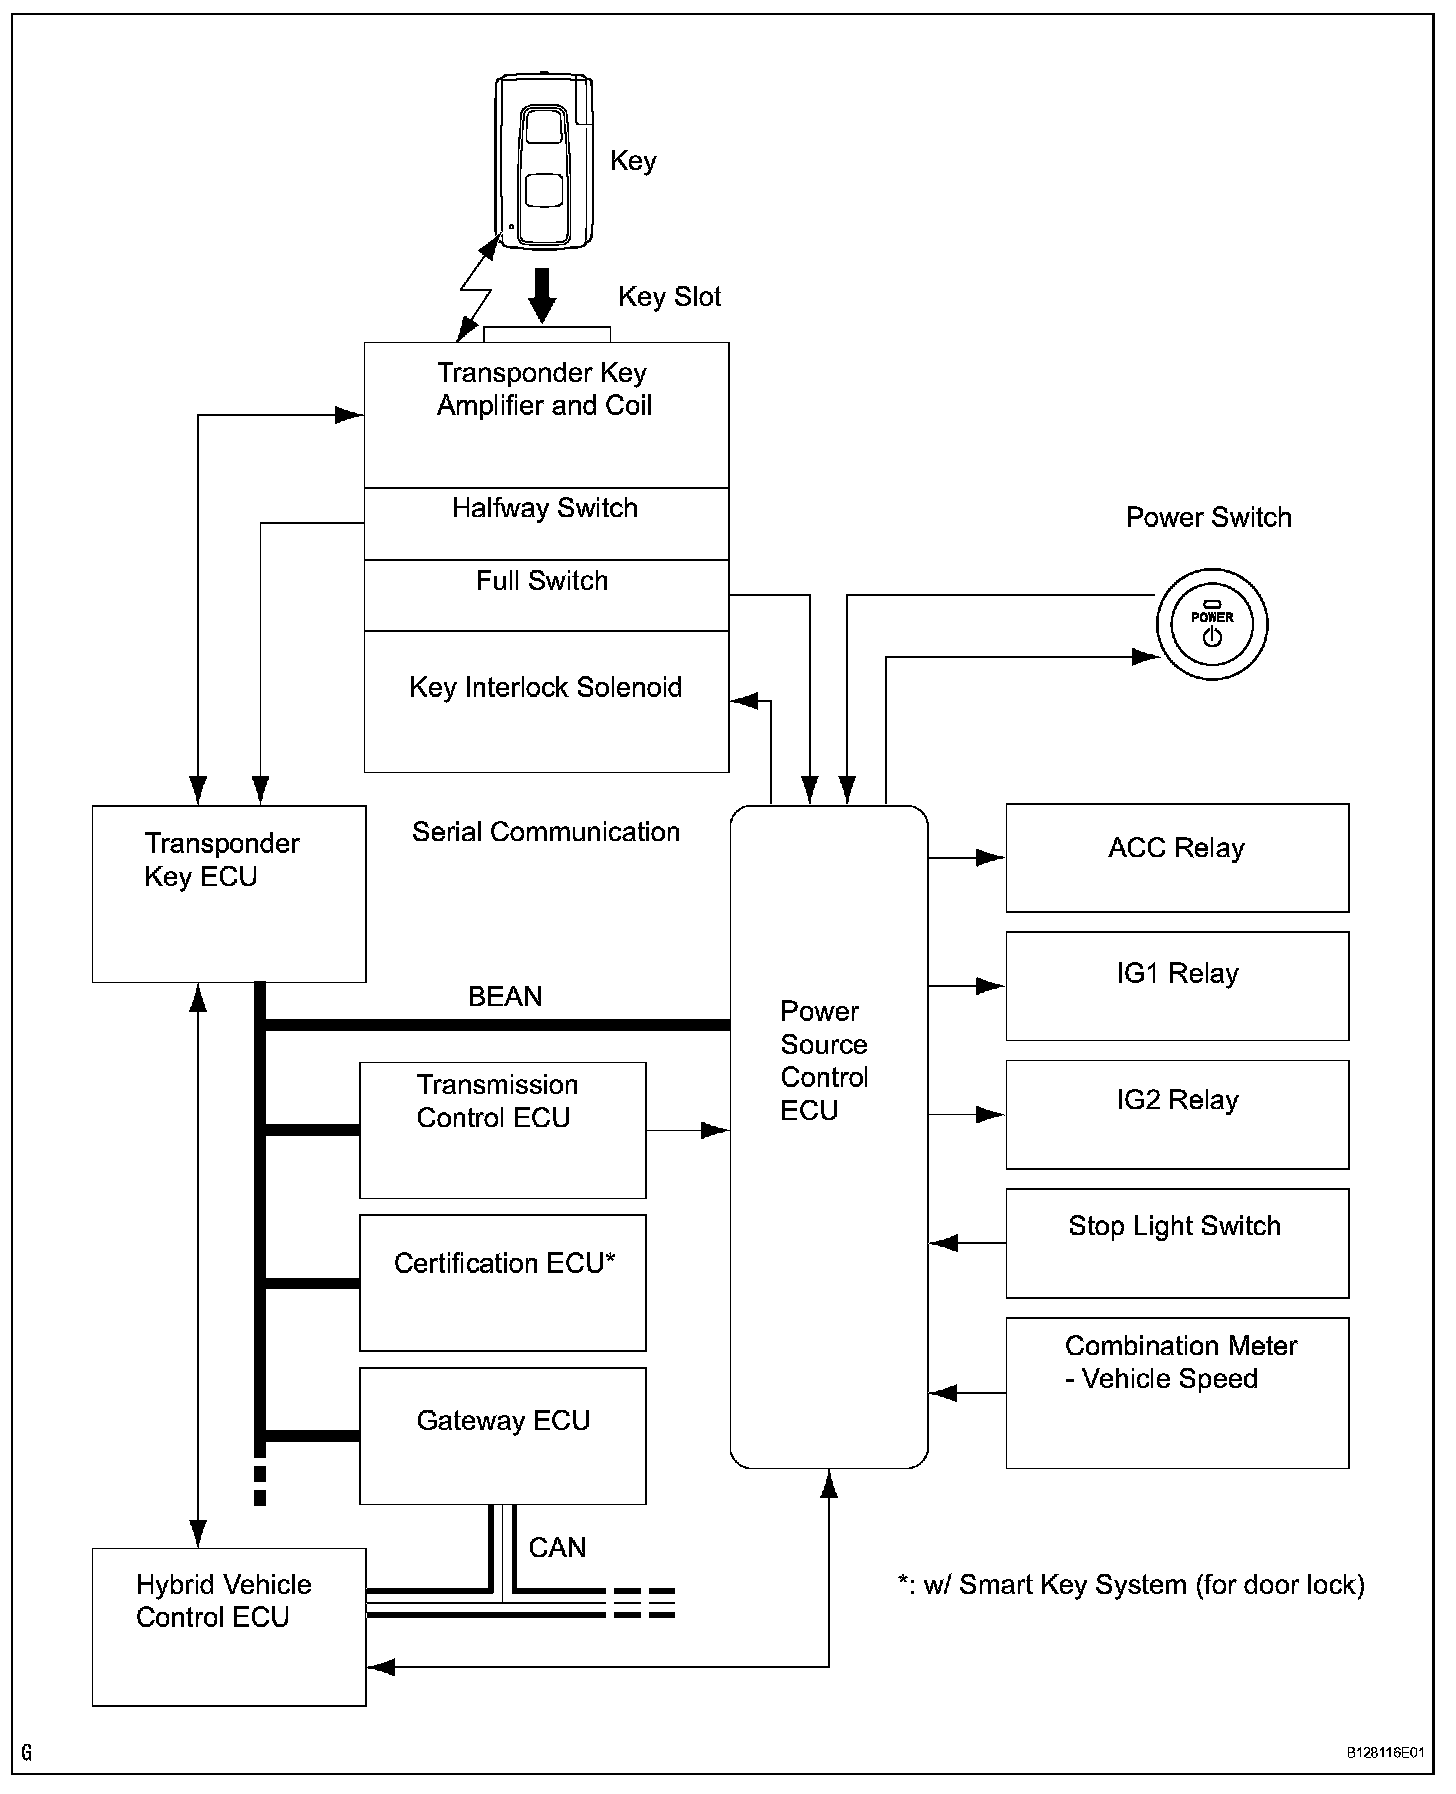 Key
Key Slot
Transponder Key
Amplifier and Coil
Halfway Switch
Full Switch
Key Interlock Solenoid
Power Switch
POWER
Transponder
Key ECU
Serial Communication
ACC Relay
IG1 Relay
BEAN
Power
Source
Control
ECU
Transmission
Control ECU
IG2 Relay
Certification ECU*
Stop Light Switch
Combination Meter
- Vehicle Speed
Gateway ECU
CAN
Hybrid Vehicle
Control ECU
*: w/ Smart Key System (for door lock)
G
B128116E01